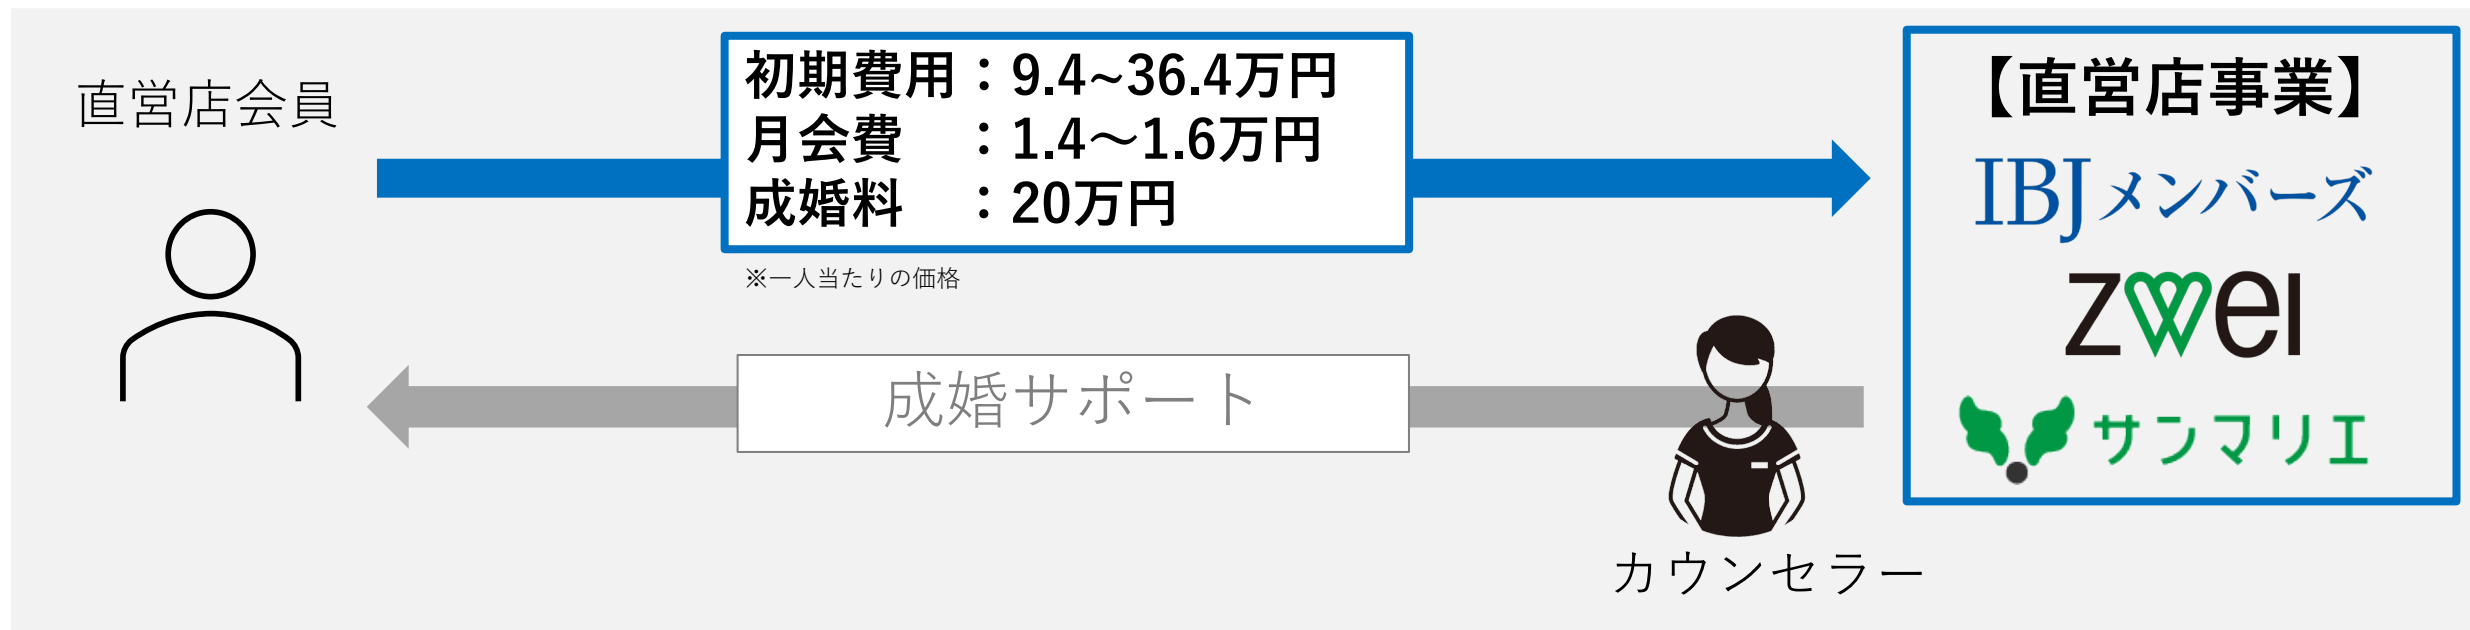 直営店会員
初期費用：9.4~36.4万円
月会費　：1.4～1.6万円
成婚料　：20万円
※一人当たりの価格
成婚サポート
カウンセラー
【直営店事業】
IBJメンバーズ
zwei
サンマリエ